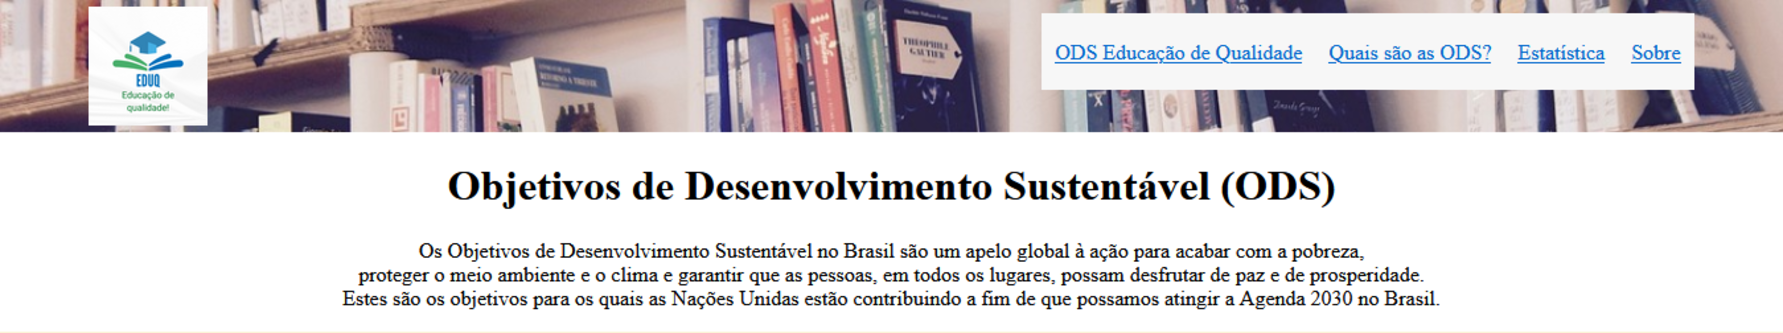 EDUQ
Educação de
qualidade!
THÉOPHILE
GAUTIER
ODS Educação de Qualidade
Quais são as ODS?
Estatística
Sobre
Objetivos de Desenvolvimento Sustentável (ODS)
Os Objetivos de Desenvolvimento Sustentável no Brasil são um apelo global à ação para acabar com a pobreza,
proteger o meio ambiente e o clima e garantir que as pessoas, em todos os lugares, possam desfrutar de paz e de prosperidade.
Estes são os objetivos para os quais as Nações Unidas estão contribuindo a fim de que possamos atingir a Agenda 2030 no Brasil.